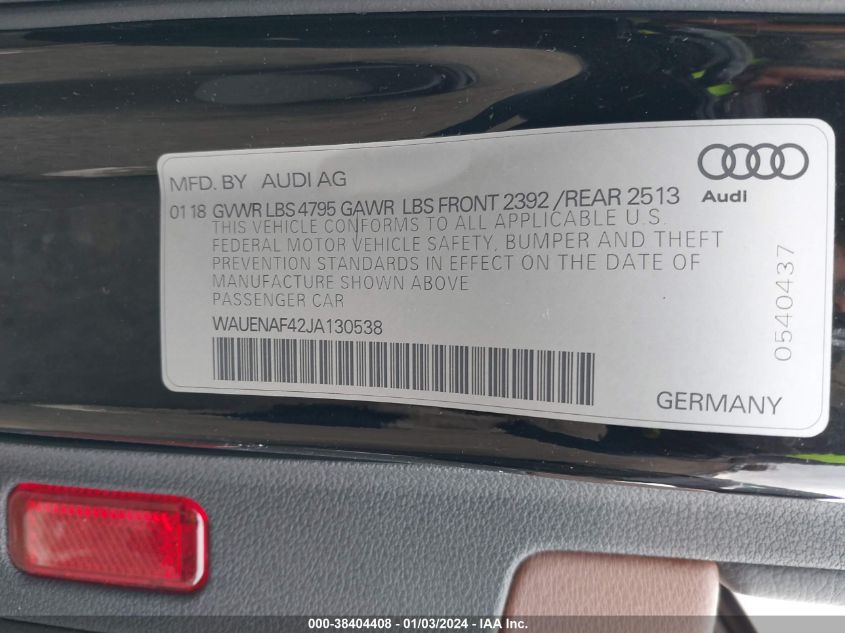 MFD. BY AUDI AG
Audi
01 18 GVWR LBS 4795 GAWR LBS FRONT 2392 /REAR 2513
THIS VEHICLE CONFORMS TO ALL APPLICABLE U.S.
FEDERAL MOTOR VEHICLE SAFETY, BUMPER AND THEFT
PREVENTION STANDARDS IN EFFECT ON THE DATE OF
MANUFACTURE SHOWN ABOVE
PASSENGER CAR
WAUENAF42JA130538
0540437
GERMANY
000-38404408 - 01/03/2024 - IAA Inc.